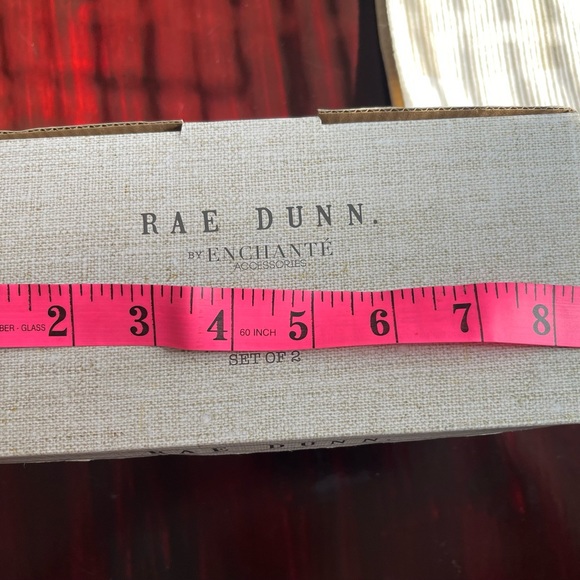 RAE DUNN.
BY ENCHANTÉ
ACCESSORIES
BER-GLASS 2 3 4 60 INCH 5 6 7 8
SET OF 2
RAE DUNN